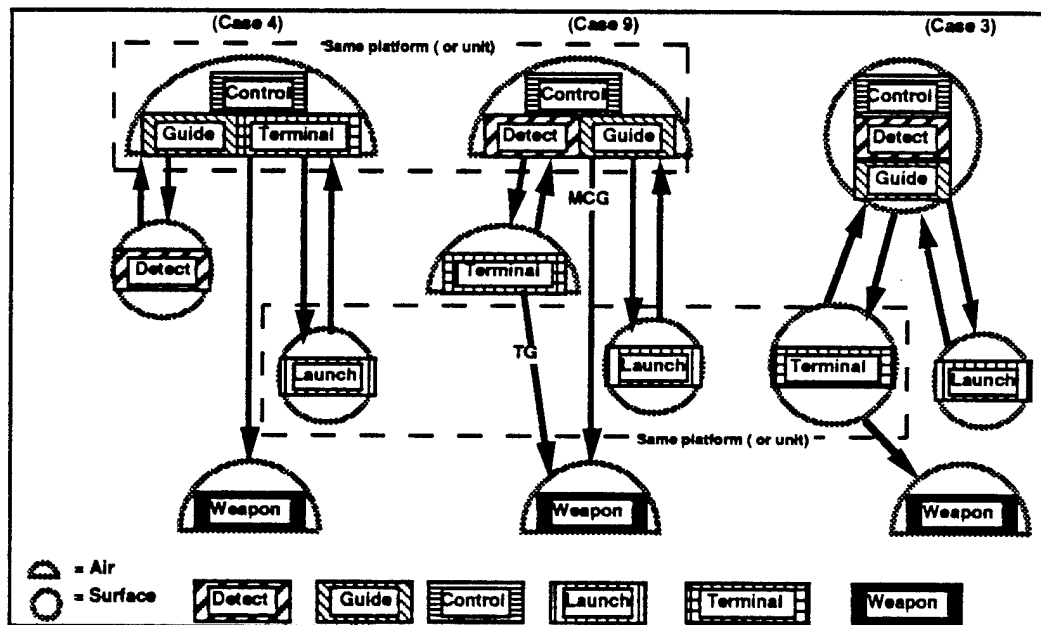 (Case 4) (Case 9) (Case 3)
Same platform ( or unit)
Control Control Control
Guide Terminal Detect Guide Detect
Guide
MCG
Detect Terminal
TG
Launch Launch Terminal Launch
Same platform ( or unit)
Weapon Weapon Weapon
= Air
= Surface
Detect Guide Control Launch Terminal Weapon